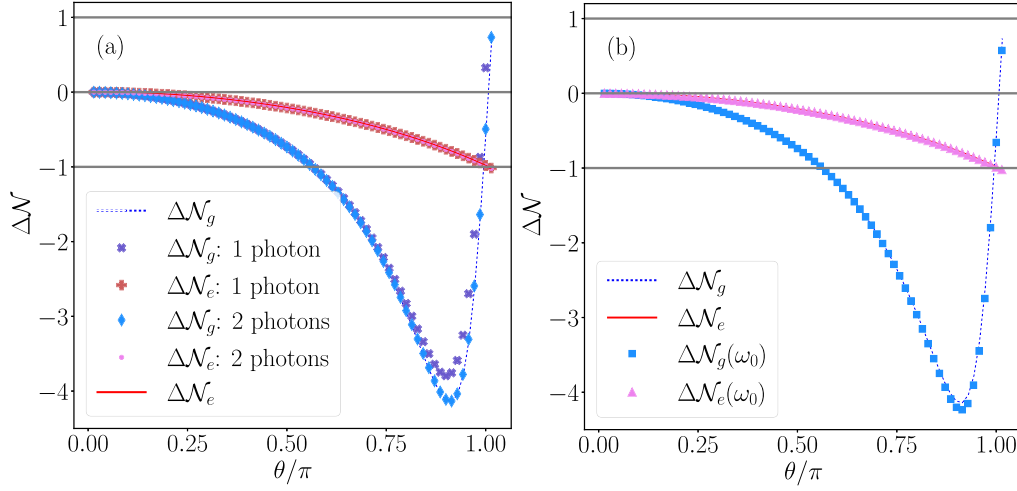 (a)
ΔN
1
0
−1
−2
−3
−4
ΔN_g
ΔN_g: 1 photon
ΔN_e: 1 photon
ΔN_g: 2 photons
ΔN_e: 2 photons
ΔN_e
0.00 0.25 0.50 0.75 1.00
θ/π
(b)
ΔN
1
0
−1
−2
−3
−4
ΔN_g
ΔN_e
ΔN_g(ω_0)
ΔN_e(ω_0)
0.00 0.25 0.50 0.75 1.00
θ/π